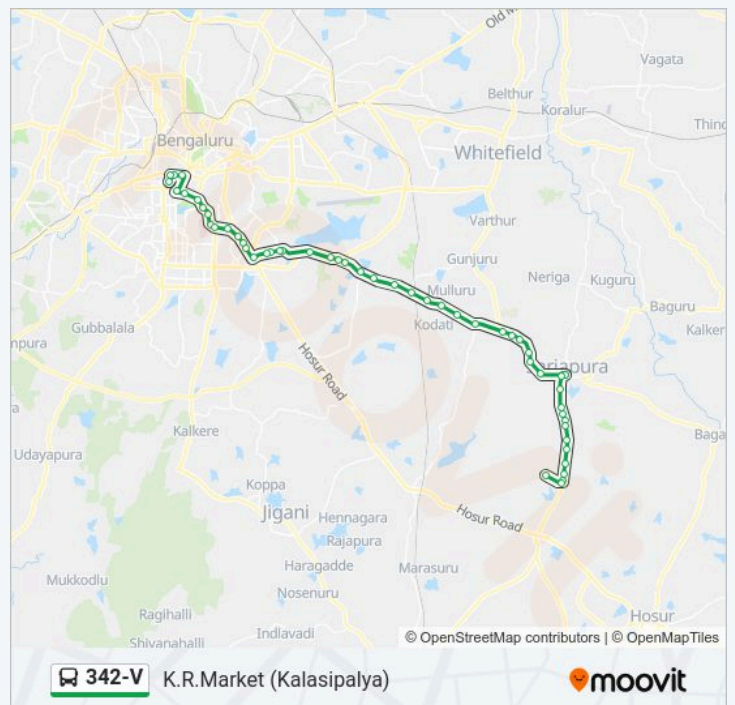 Old M
Vagata
Belthur
Koralur
Bengaluru
Thind
Whitefield
Varthur
Gunjuru
Neriga
Kuguru
Mulluru
Baguru
Gubbalala
Kodati
Kalker
npura
Hosur Road
arjapura
a
Kalkere
Baga
Udayapura
Koppa
Jigani
Hennagara
Hosur Road
Rajapura
Haragadde
Marasuru
Mukkodlu
Nosenuru
Ragihalli
Hosur
Indlavadi
Shivanahalli
© OpenStreetMap contributors | © OpenMapTiles
342-V K.R.Market (Kalasipalya)
moovit